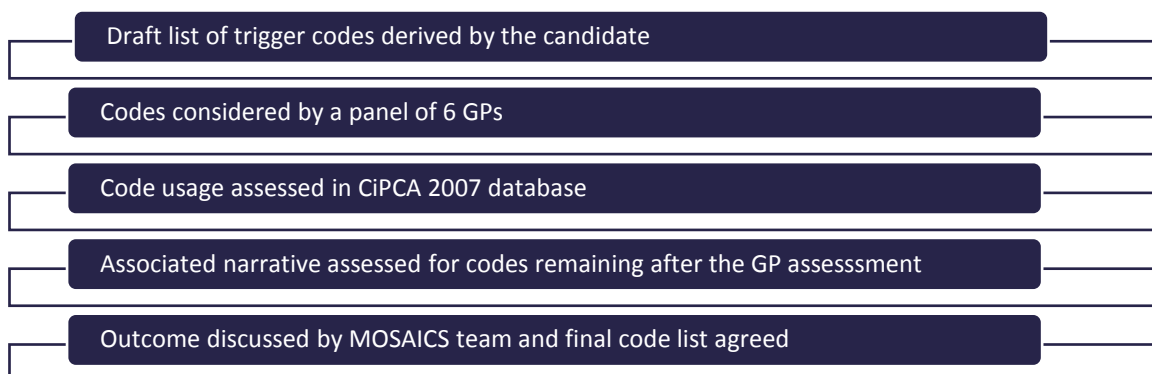 Draft list of trigger codes derived by the candidate
Codes considered by a panel of 6 GPs
Code usage assessed in CiPCA 2007 database
Associated narrative assessed for codes remaining after the GP assesssment
Outcome discussed by MOSAICS team and final code list agreed